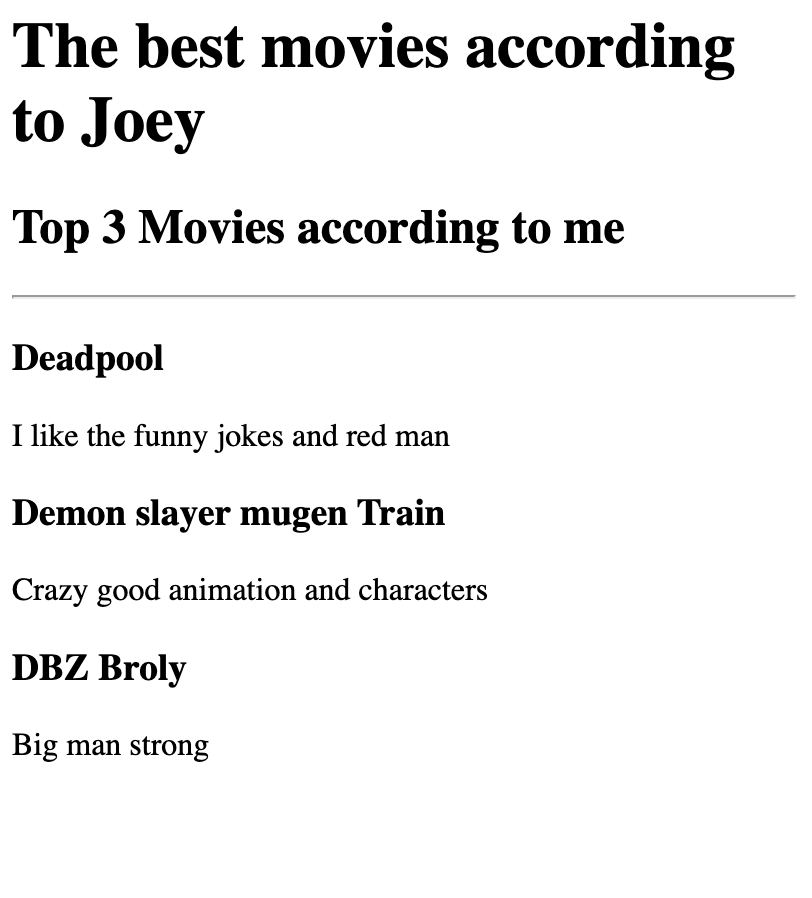 The best movies according
to Joey
Top 3 Movies according to me
Deadpool
I like the funny jokes and red man
Demon slayer mugen Train
Crazy good animation and characters
DBZ Broly
Big man strong